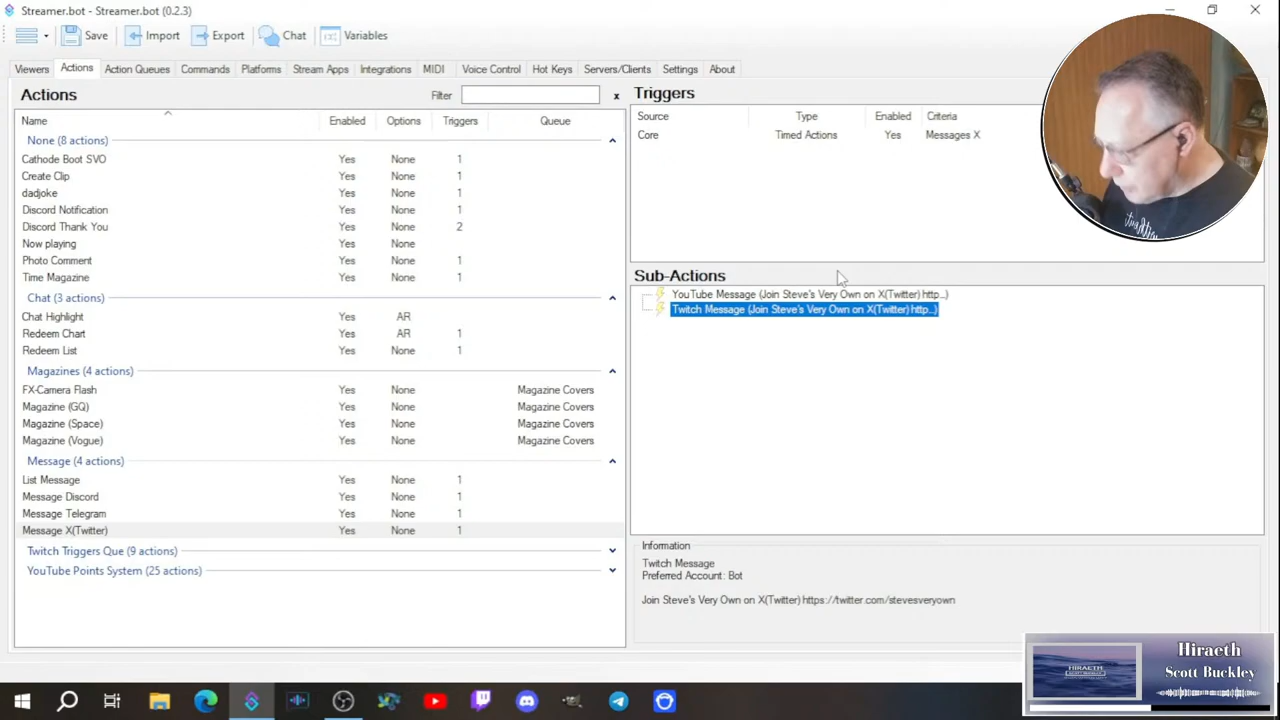 Streamer.bot - Streamer.bot (0.2.3)
Save Import Export Chat Variables
Viewers Actions Action Queues Commands Platforms Stream Apps Integrations MIDI Voice Control Hot Keys Servers/Clients Settings About
Actions
Filter
x
Name Enabled Options Triggers Queue
None (8 actions)
Cathode Boot SVO Yes None 1
Create Clip Yes None 1
dadjoke Yes None 1
Discord Notification Yes None 1
Discord Thank You Yes None 2
Now playing Yes None
Photo Comment Yes None 1
Time Magazine Yes None 1
Chat (3 actions)
Chat Highlight Yes AR
Redeem Chart Yes AR 1
Redeem List Yes None 1
Magazines (4 actions)
FX-Camera Flash Yes None Magazine Covers
Magazine (GQ) Yes None Magazine Covers
Magazine (Space) Yes None Magazine Covers
Magazine (Vogue) Yes None Magazine Covers
Message (4 actions)
List Message Yes None 1
Message Discord Yes None 1
Message Telegram Yes None 1
Message X(Twitter) Yes None 1
Twitch Triggers Que (9 actions)
YouTube Points System (25 actions)
Triggers
Source Type Enabled Criteria
Core Timed Actions Yes Messages X
Sub-Actions
YouTube Message (Join Steve's Very Own on X(Twitter) http...)
Twitch Message (Join Steve's Very Own on X(Twitter) http...)
Information
Twitch Message
Preferred Account: Bot
Join Steve's Very Own on X(Twitter) https://twitter.com/stevesveryown
HIRAETH
Hiraeth
Scott Buckley